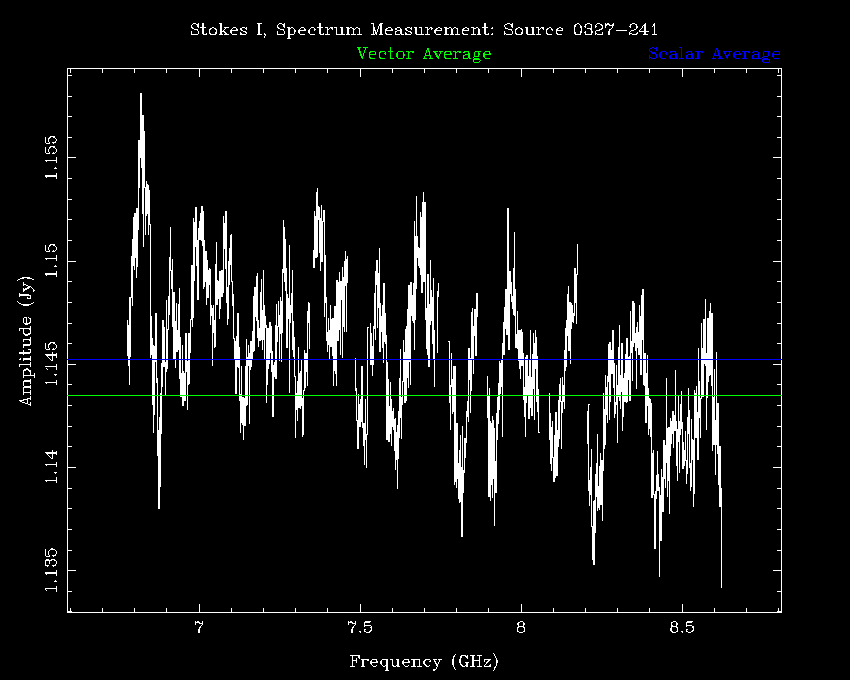 Stokes I, Spectrum Measurement: Source 0327-241
Vector Average
Scalar Average
1.155
1.15
1.145
1.14
1.135
Amplitude (Jy)
7
7.5
8
8.5
Frequency (GHz)